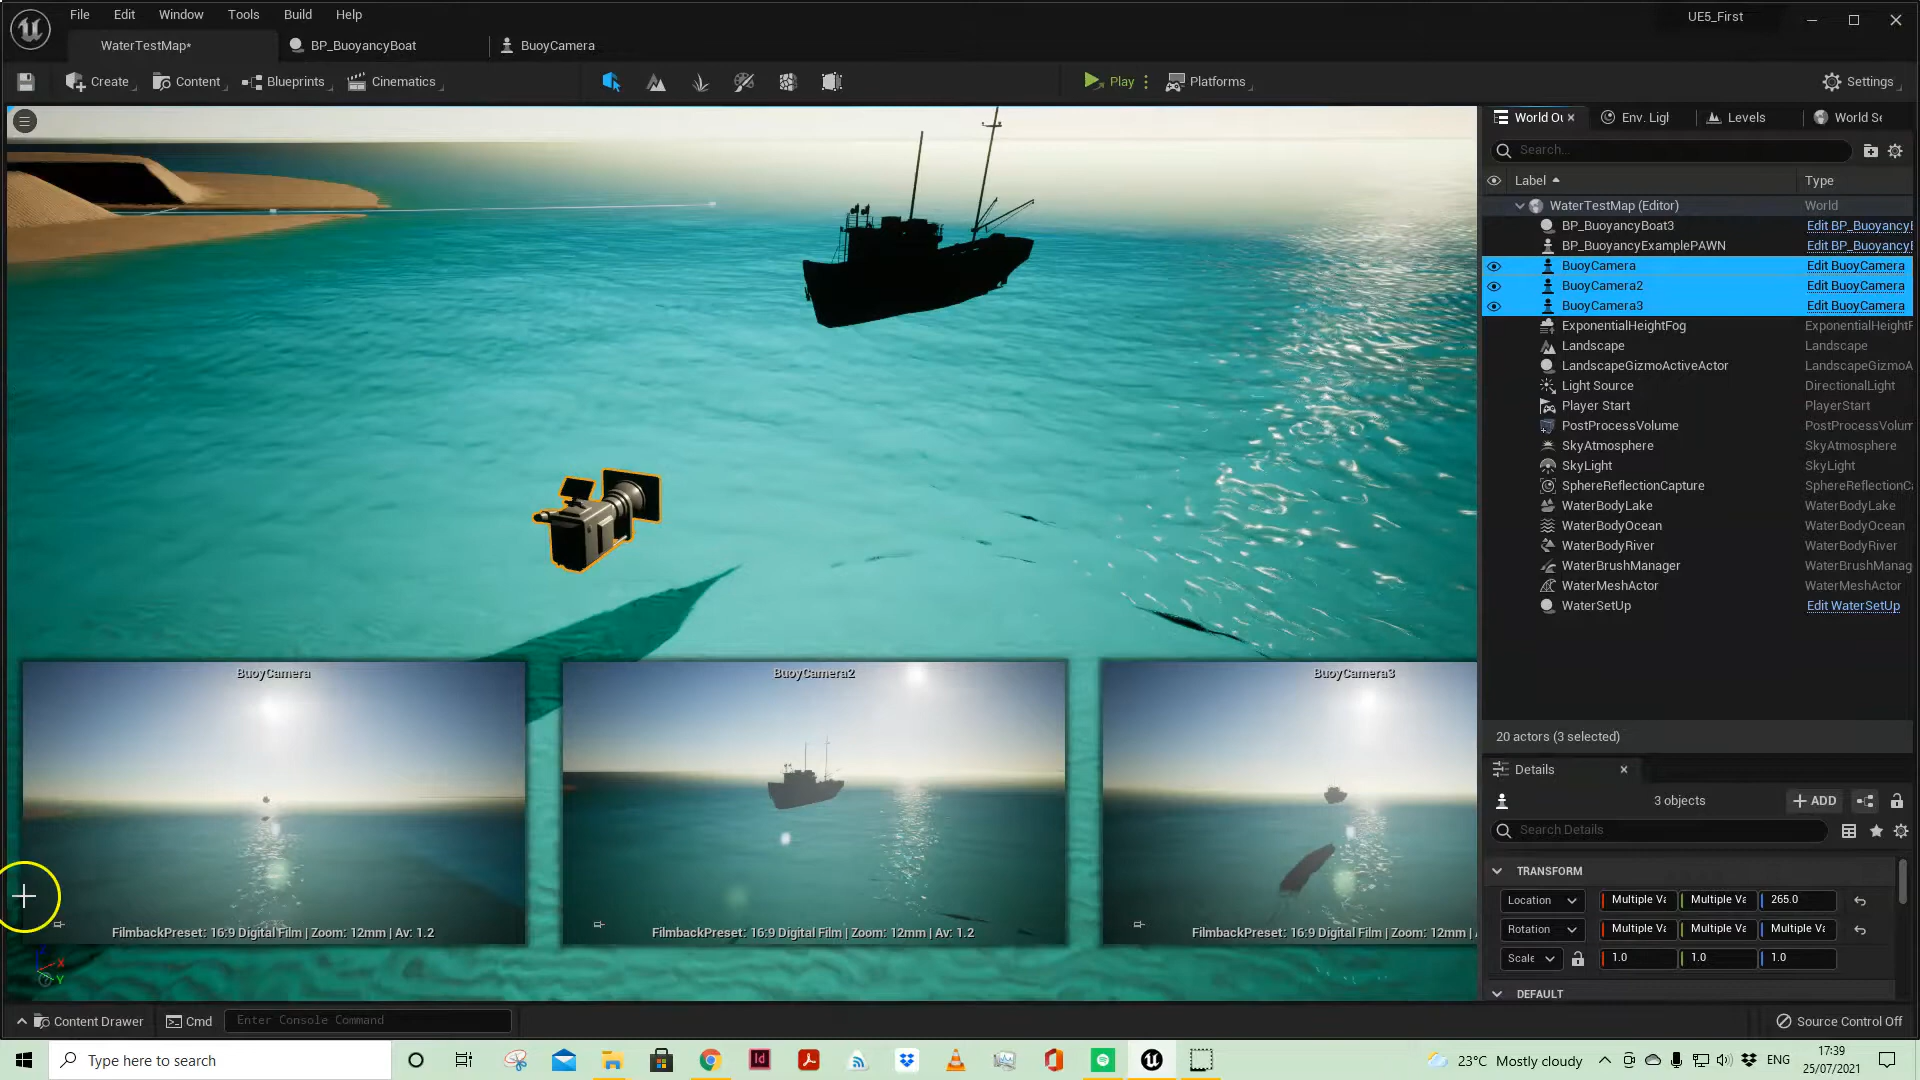 File Edit Window Tools Build Help
UE5_First
WaterTestMap* BP_BuoyancyBoat BuoyCamera
Create Content Blueprints Cinematics Play Platforms Settings
World Ou Env. Ligl Levels World Se
Search...
Label Type
WaterTestMap (Editor) World
BP_BuoyancyBoat3 Edit BP_Buoyancy
BP_BuoyancyExamplePAWN Edit BP_Buoyancy
BuoyCamera Edit BuoyCamera
BuoyCamera2 Edit BuoyCamera
BuoyCamera3 Edit BuoyCamera
ExponentialHeightFog ExponentialHeightF
Landscape Landscape
LandscapeGizmoActiveActor LandscapeGizmoA
Light Source DirectionalLight
Player Start PlayerStart
PostProcessVolume PostProcessVolum
SkyAtmosphere SkyAtmosphere
SkyLight SkyLight
SphereReflectionCapture SphereReflectionCa
WaterBodyLake WaterBodyLake
WaterBodyOcean WaterBodyOcean
WaterBodyRiver WaterBodyRiver
WaterBrushManager WaterBrushManag
WaterMeshActor WaterMeshActor
WaterSetUp Edit WaterSetUp
20 actors (3 selected)
BuoyCamera BuoyCamera2 BuoyCamera3
FilmbackPreset: 16:9 Digital Film | Zoom: 12mm | Av: 1.2
FilmbackPreset: 16:9 Digital Film | Zoom: 12mm | Av: 1.2
FilmbackPreset: 16:9 Digital Film | Zoom: 12mm |
X
Y
Details
3 objects ADD
Search Details
TRANSFORM
Location Multiple Va Multiple Va 265.0
Rotation Multiple Va Multiple Va Multiple Va
Scale 1.0 1.0 1.0
DEFAULT
Content Drawer Cmd Enter Console Command Source Control Off
Type here to search
Id
23°C Mostly cloudy ENG
17:39
25/07/2021